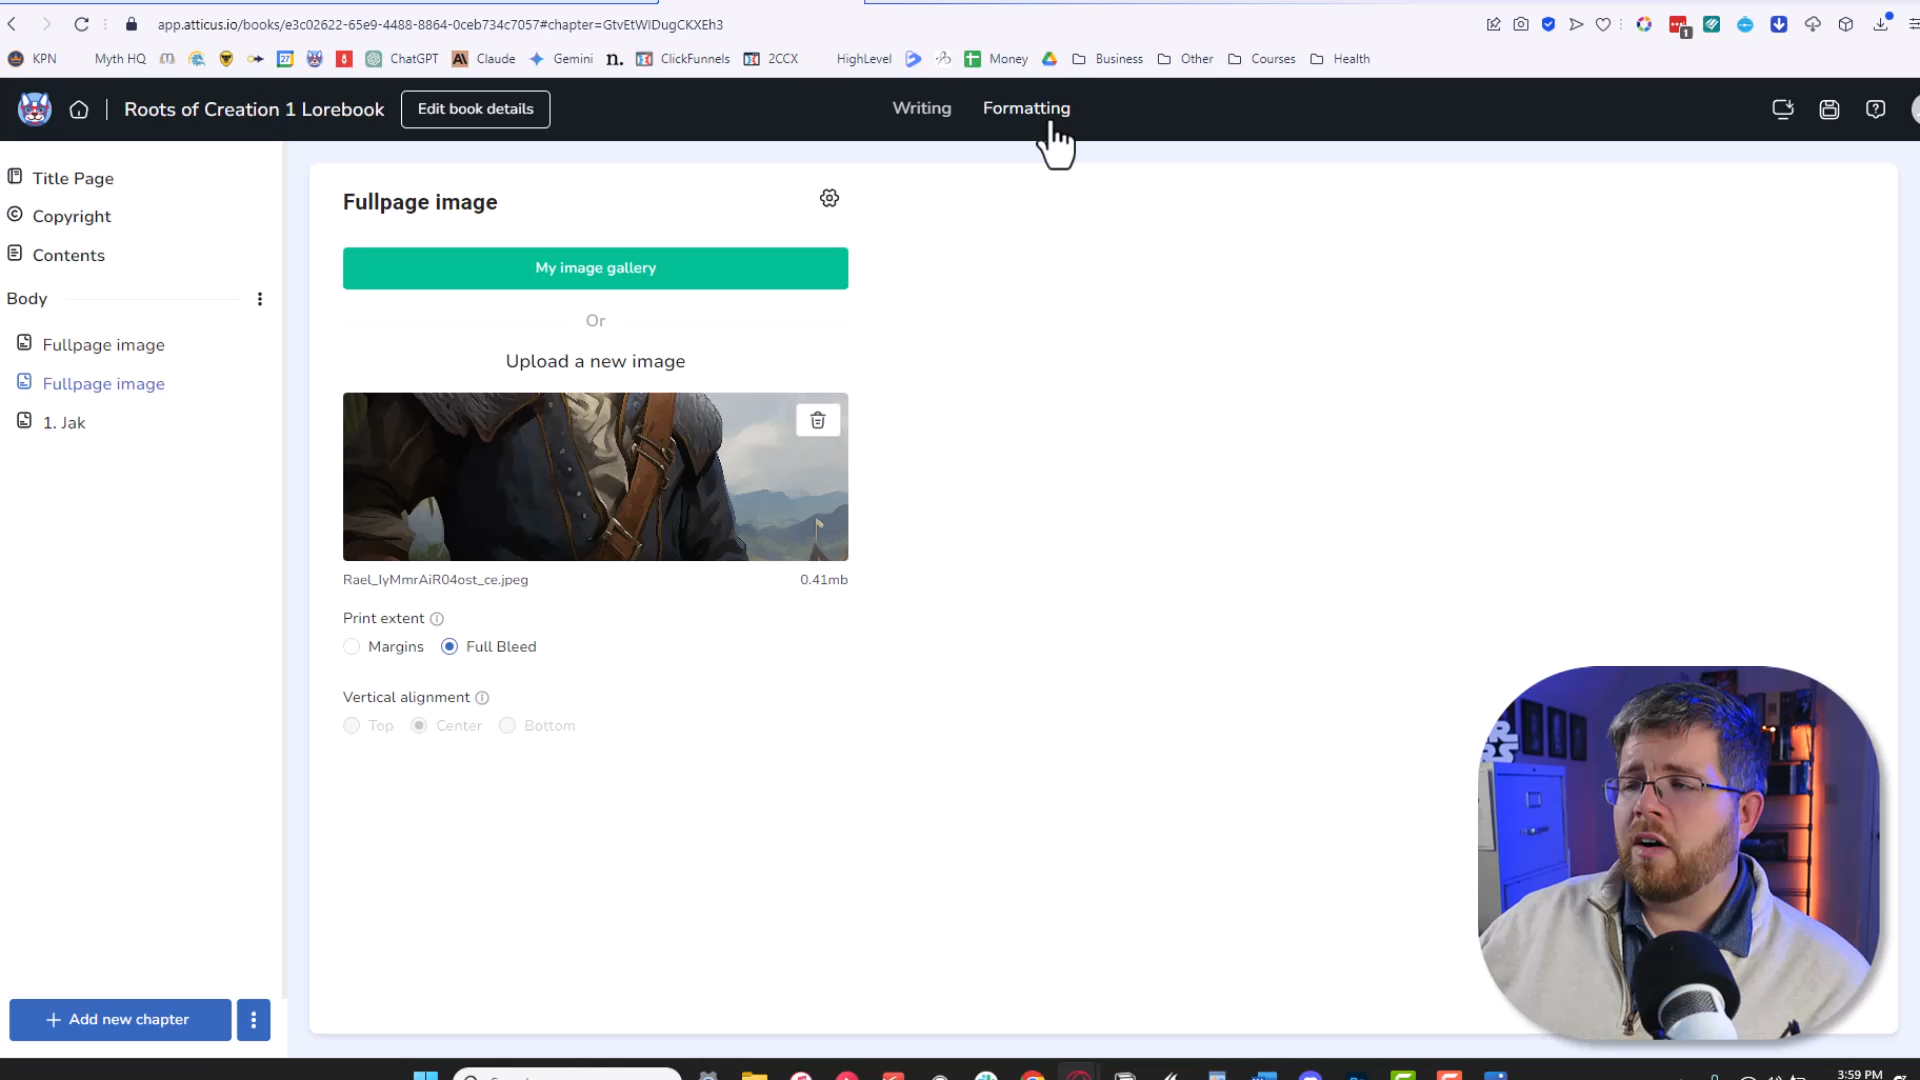 app.atticus.io/books/e3c02622-65e9-4488-8864-0ceb734c7057#chapter=GtvEtWIDugCKXEh3
KPN Myth HQ 27 ChatGPT Claude Gemini n. ClickFunnels 2CCX HighLevel Money Business Other Courses Health
Roots of Creation 1 Lorebook Edit book details Writing Formatting
Title Page
Copyright
Contents
Body
Fullpage image
Fullpage image
1. Jak
Add new chapter
Fullpage image
My image gallery
Or
Upload a new image
Rael_IyMmrAiR04ost_ce.jpeg 0.41mb
Print extent
Margins Full Bleed
Vertical alignment
Top Center Bottom
3:59 PM